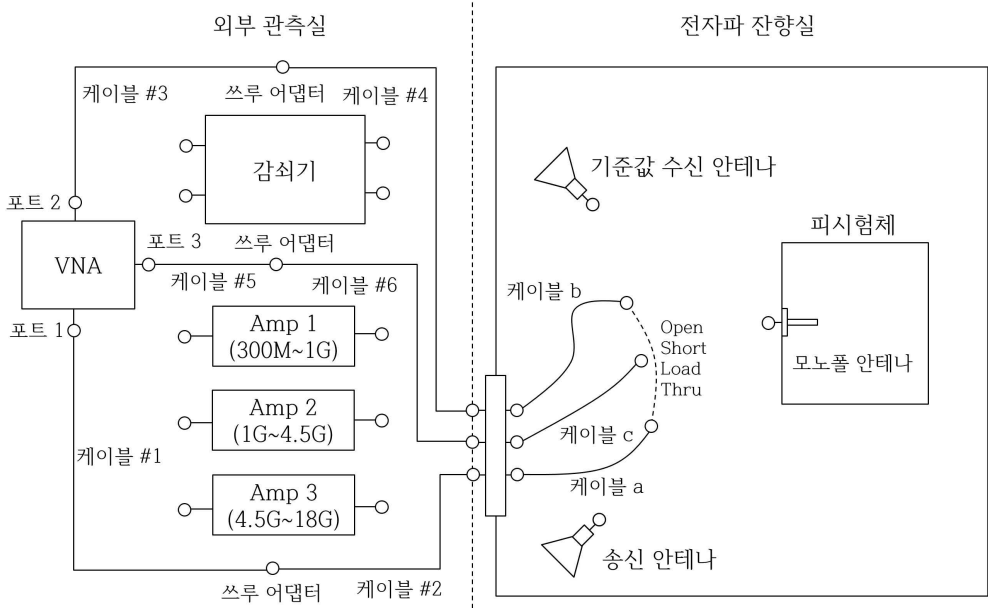 외부 관측실
전자파 잔향실
케이블 #3
쓰루 어댑터
케이블 #4
감쇠기
기준값 수신 안테나
포트 2
VNA
포트 3
쓰루 어댑터
케이블 #5
케이블 #6
피시험체
모노폴 안테나
케이블 b
Open
Short
Load
Thru
포트 1
Amp 1
(300M~1G)
Amp 2
(1G~4.5G)
케이블 c
케이블 #1
케이블 a
Amp 3
(4.5G~18G)
송신 안테나
쓰루 어댑터
케이블 #2